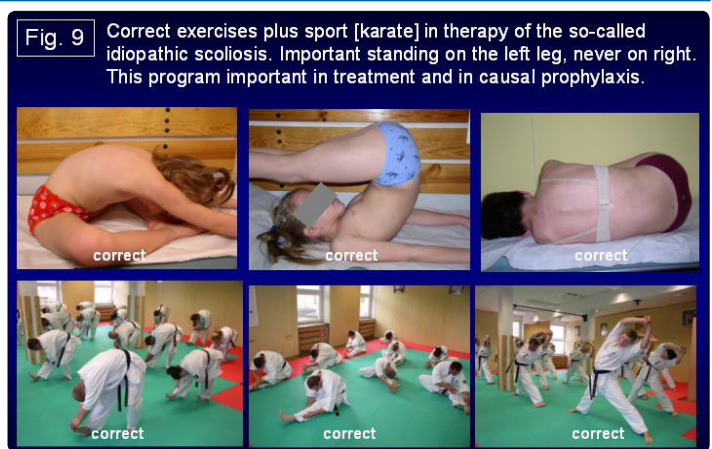 Fig. 9
Correct exercises plus sport [karate] in therapy of the so-called
idiopathic scoliosis. Important standing on the left leg, never on right.
This program important in treatment and in causal prophylaxis.
correct
correct
correct
correct
correct
correct